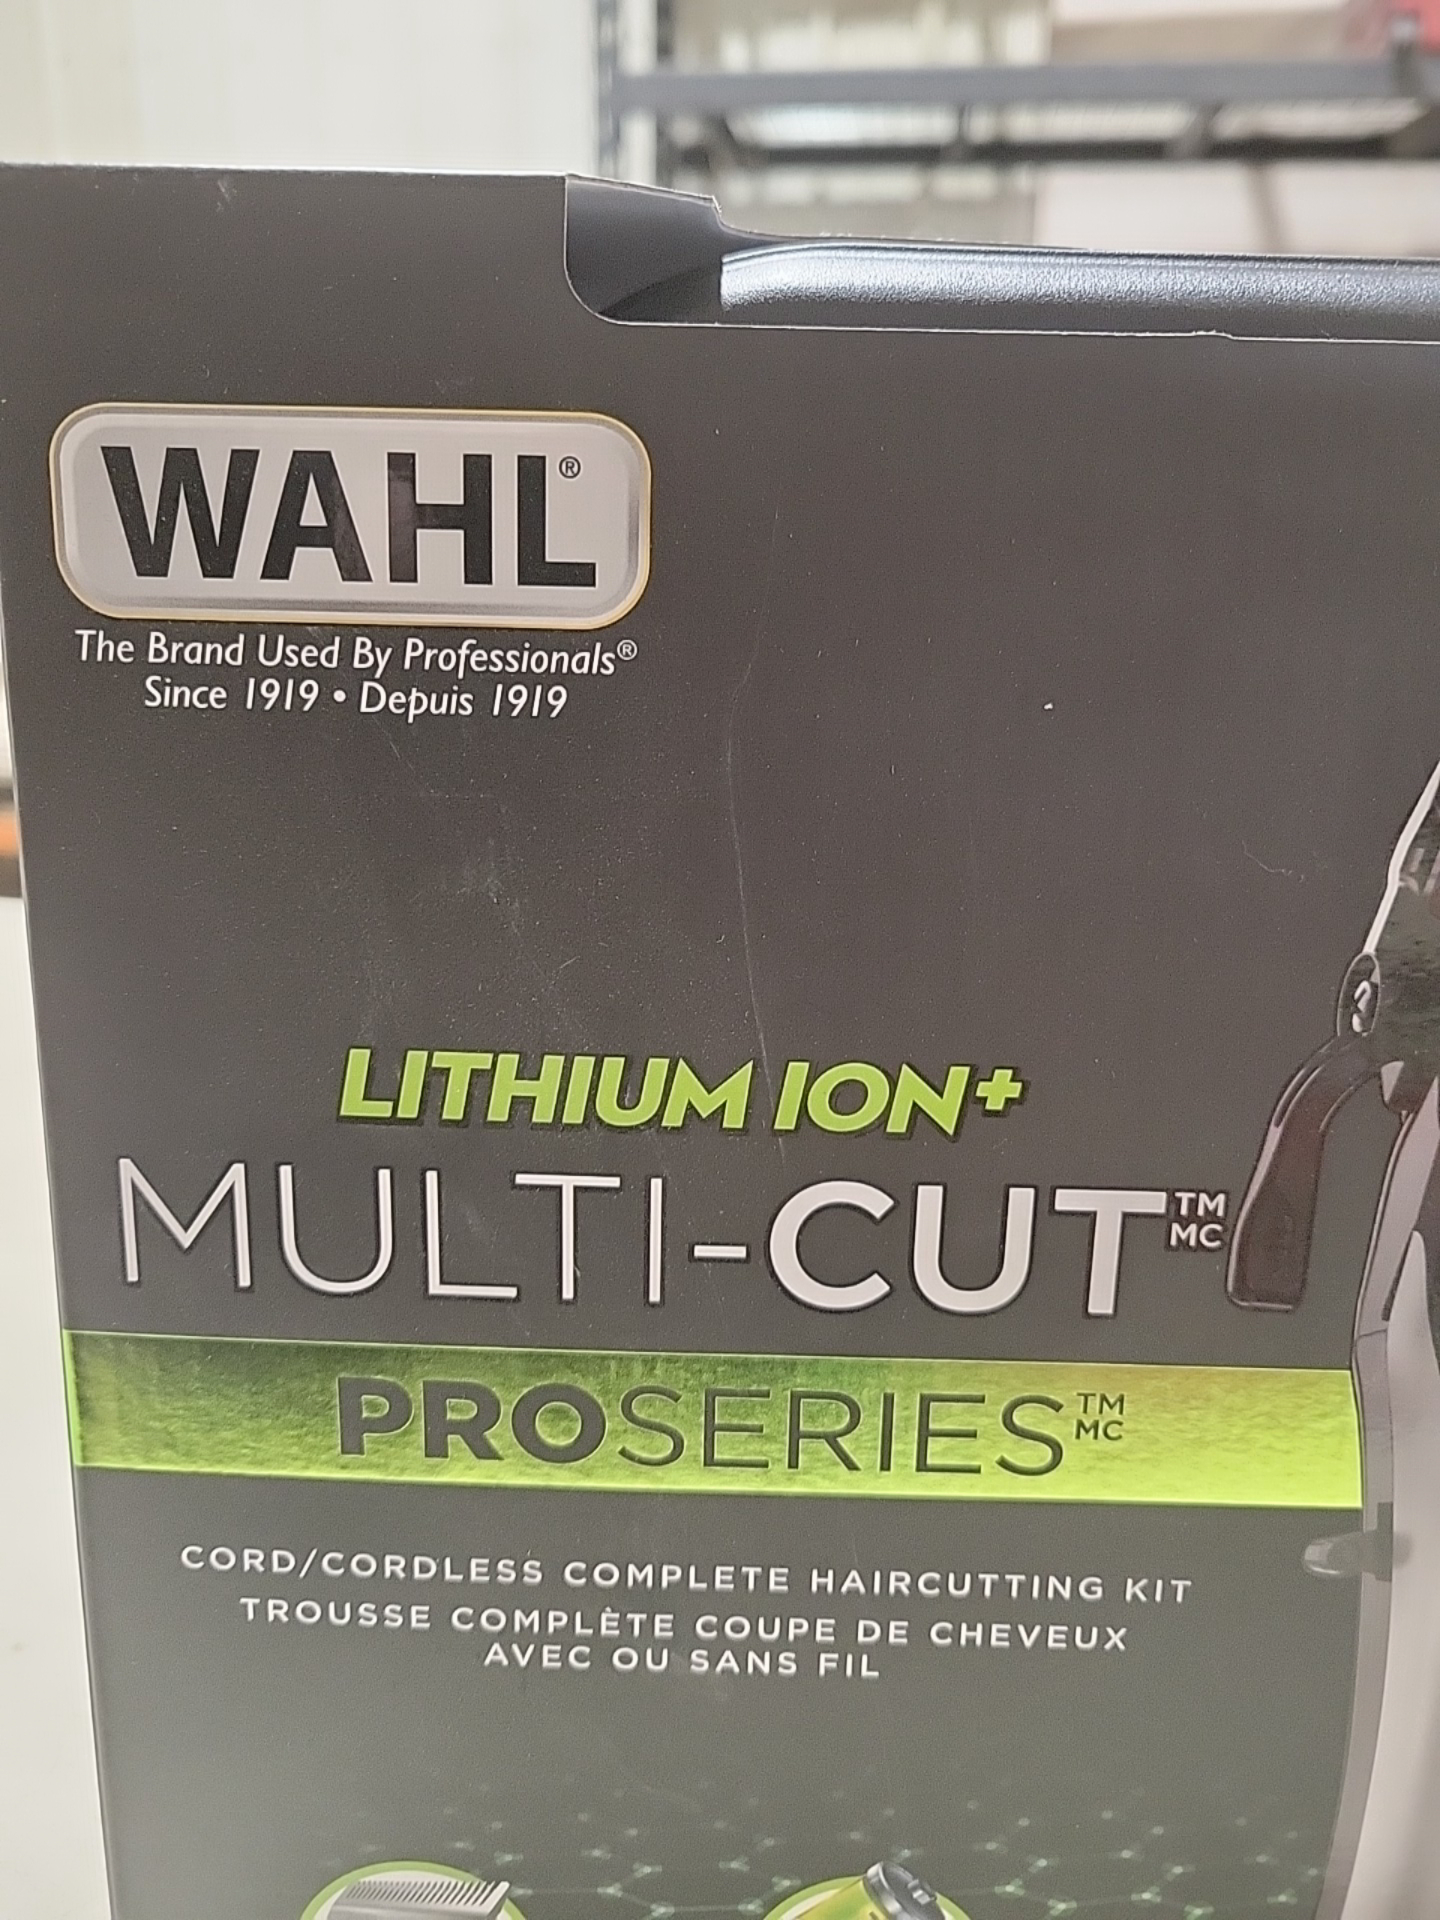 WAHL®
The Brand Used By Professionals®
Since 1919 • Depuis 1919
LITHIUM ION+
MULTI-CUT™ MC
PROSERIES™ MC
CORD/CORDLESS COMPLETE HAIRCUTTING KIT
TROUSSE COMPLÈTE COUPE DE CHEVEUX
AVEC OU SANS FIL